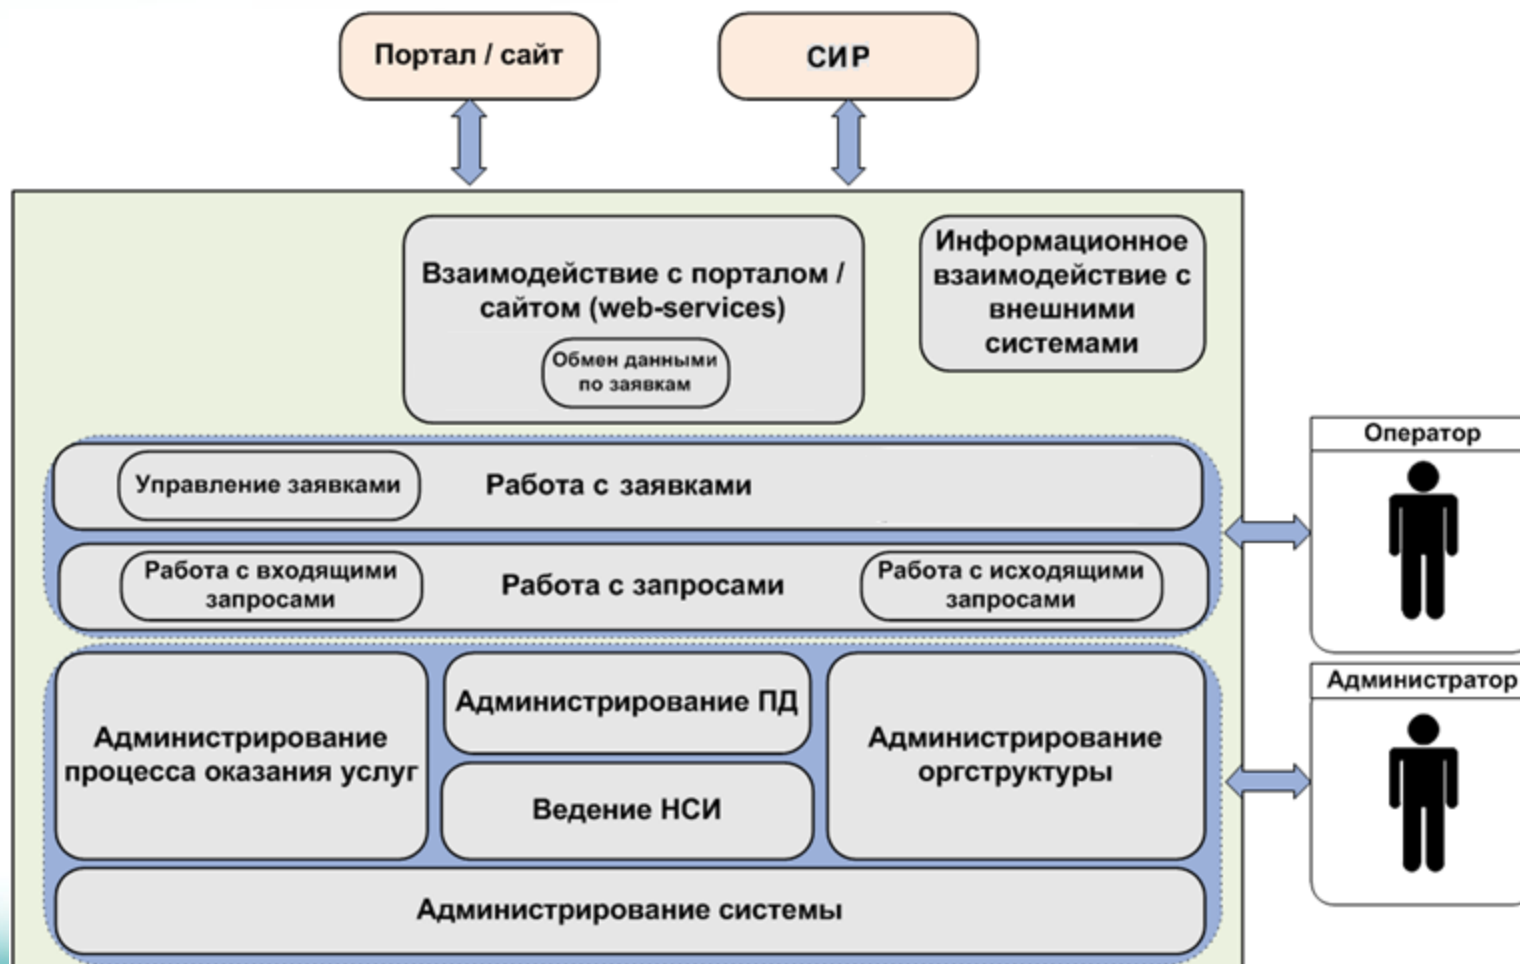 Портал / сайт
СИР
Взаимодействие с порталом /
сайтом (web-services)
Обмен данными
по заявкам
Информационное
взаимодействие с
внешними
системами
Управление заявками
Работа с заявками
Работа с входящими
запросами
Работа с запросами
Работа с исходящими
запросами
Оператор
Администрирование
процесса оказания услуг
Администрирование ПД
Ведение НСИ
Администрирование
оргструктуры
Администратор
Администрирование системы